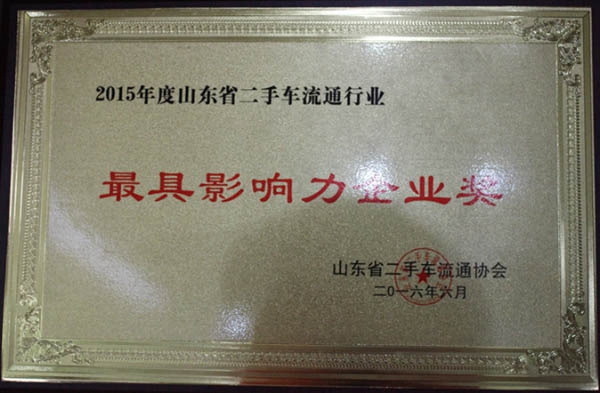 2015年度山东省二手车流通行业
最具影响力企业奖
山东省二手车流通协会
二0一六年六月